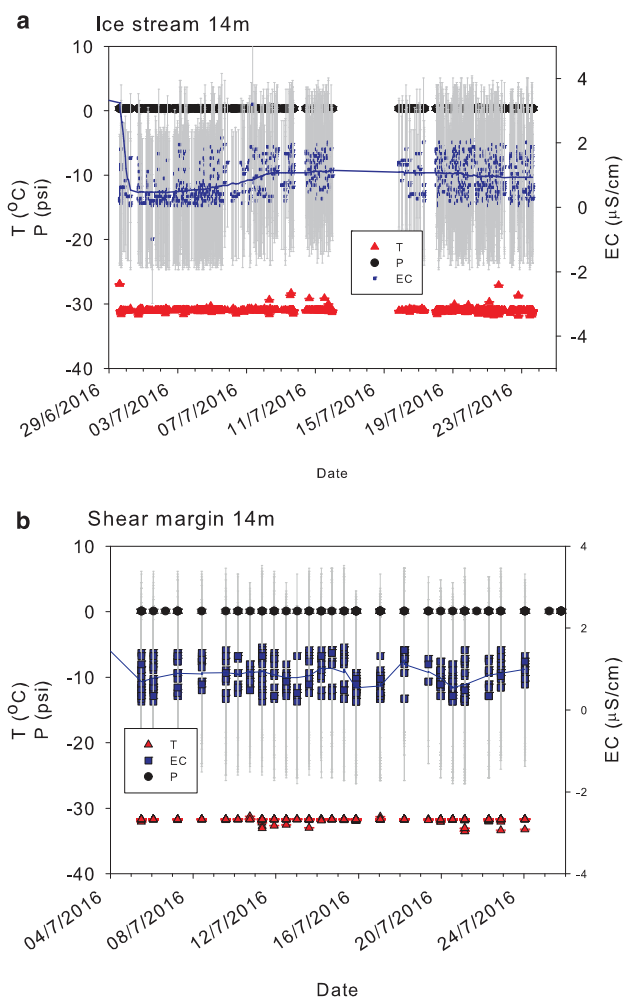 a
Ice stream 14m
T (°C)
P (psi)
10
0
-10
-20
-30
-40
4
2
0
-2
-4
EC (µS/cm)
T
P
EC
29/6/2016
03/7/2016
07/7/2016
11/7/2016
15/7/2016
19/7/2016
23/7/2016
Date
b
Shear margin 14m
T (°C)
P (psi)
10
0
-10
-20
-30
-40
4
2
0
-2
-4
EC (µS/cm)
T
EC
P
04/7/2016
08/7/2016
12/7/2016
16/7/2016
20/7/2016
24/7/2016
Date